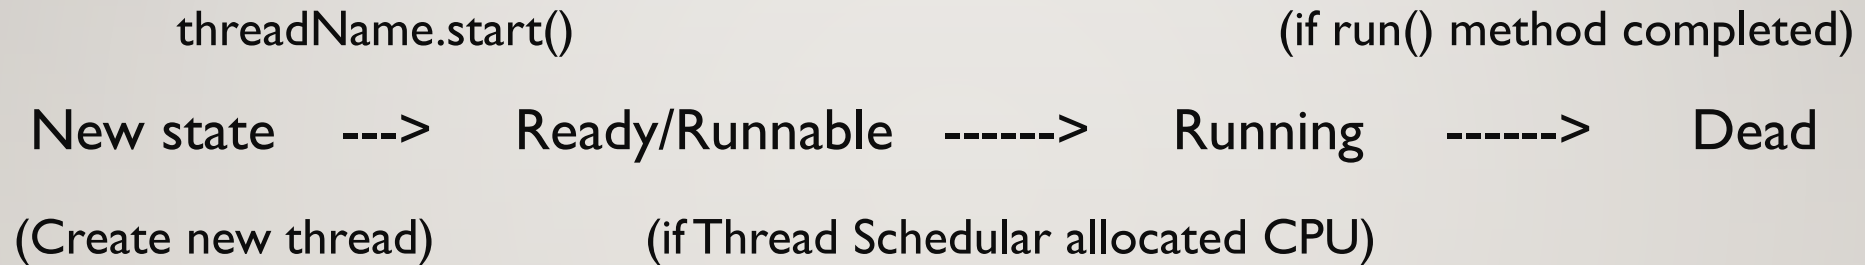 threadName.start() (if run() method completed)
New state ---> Ready/Runnable ------> Running ------> Dead
(Create new thread) (if Thread Schedular allocated CPU)